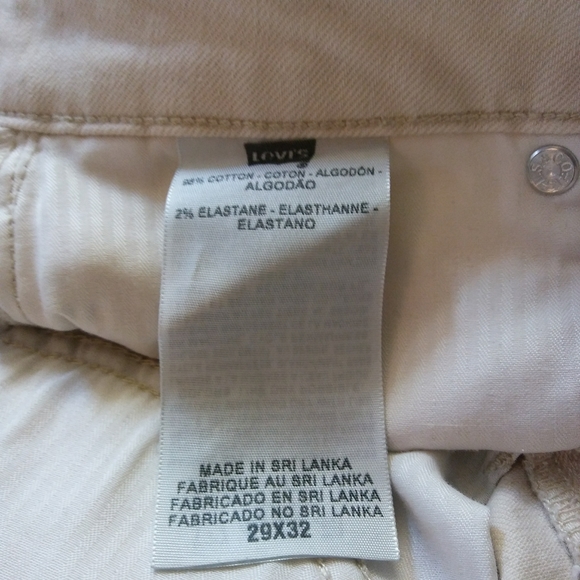 LEVI'S
98% COTTON - COTON - ALGODÓN -
ALGODÃO
2% ELASTANE - ELASTHANNE -
ELASTANO
MADE IN SRI LANKA
FABRIQUE AU SRI LANKA
FABRICADO EN SRI LANKA
FABRICADO NO SRI LANKA
29X32